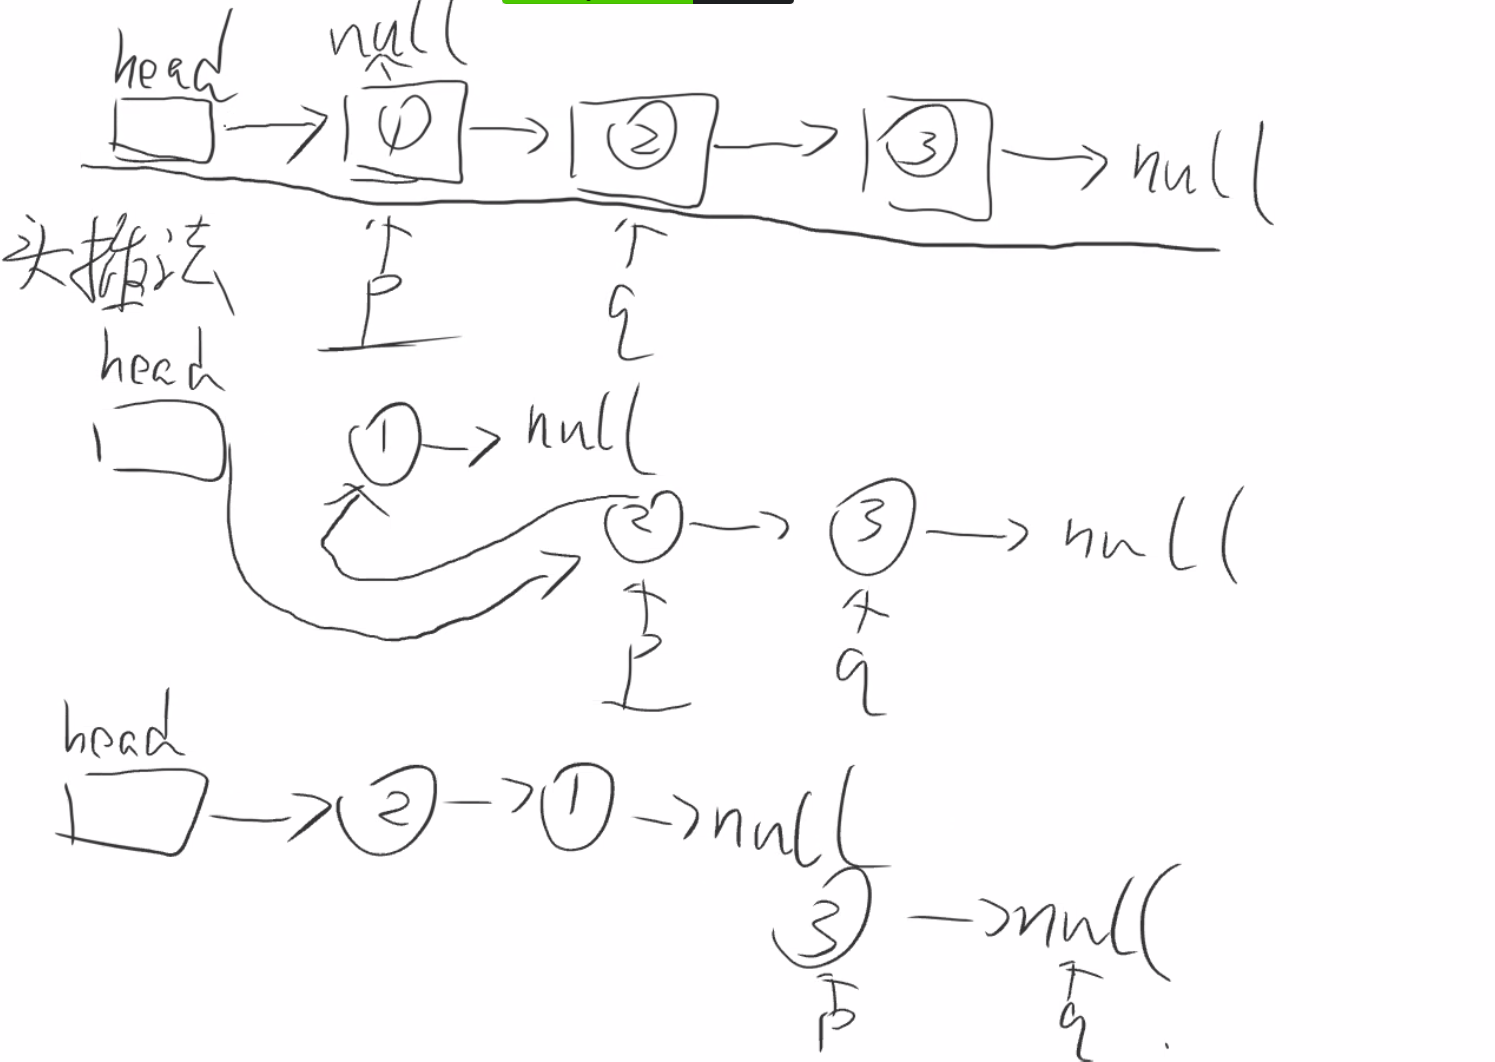 head null
① ② ③ null
头插法
p q
head
① null
② ③ null
p q
head
② ① null
③ null
p q